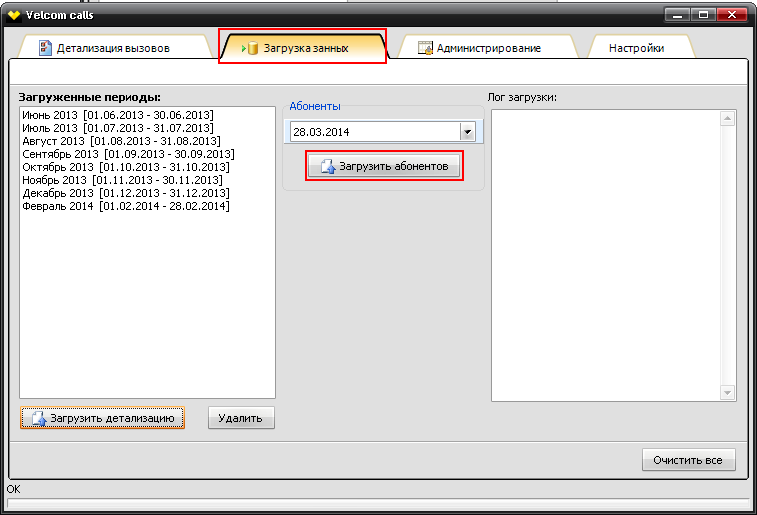 Velcom calls
Детализация вызовов
Загрузка занных
Администрирование
Настройки
Загруженные периоды:
Июнь 2013 [01.06.2013 - 30.06.2013]
Июль 2013 [01.07.2013 - 31.07.2013]
Август 2013 [01.08.2013 - 31.08.2013]
Сентябрь 2013 [01.09.2013 - 30.09.2013]
Октябрь 2013 [01.10.2013 - 31.10.2013]
Ноябрь 2013 [01.11.2013 - 30.11.2013]
Декабрь 2013 [01.12.2013 - 31.12.2013]
Февраль 2014 [01.02.2014 - 28.02.2014]
Загрузить детализацию
Удалить
Абоненты
28.03.2014
Загрузить абонентов
Лог загрузки:
Очистить все
OK